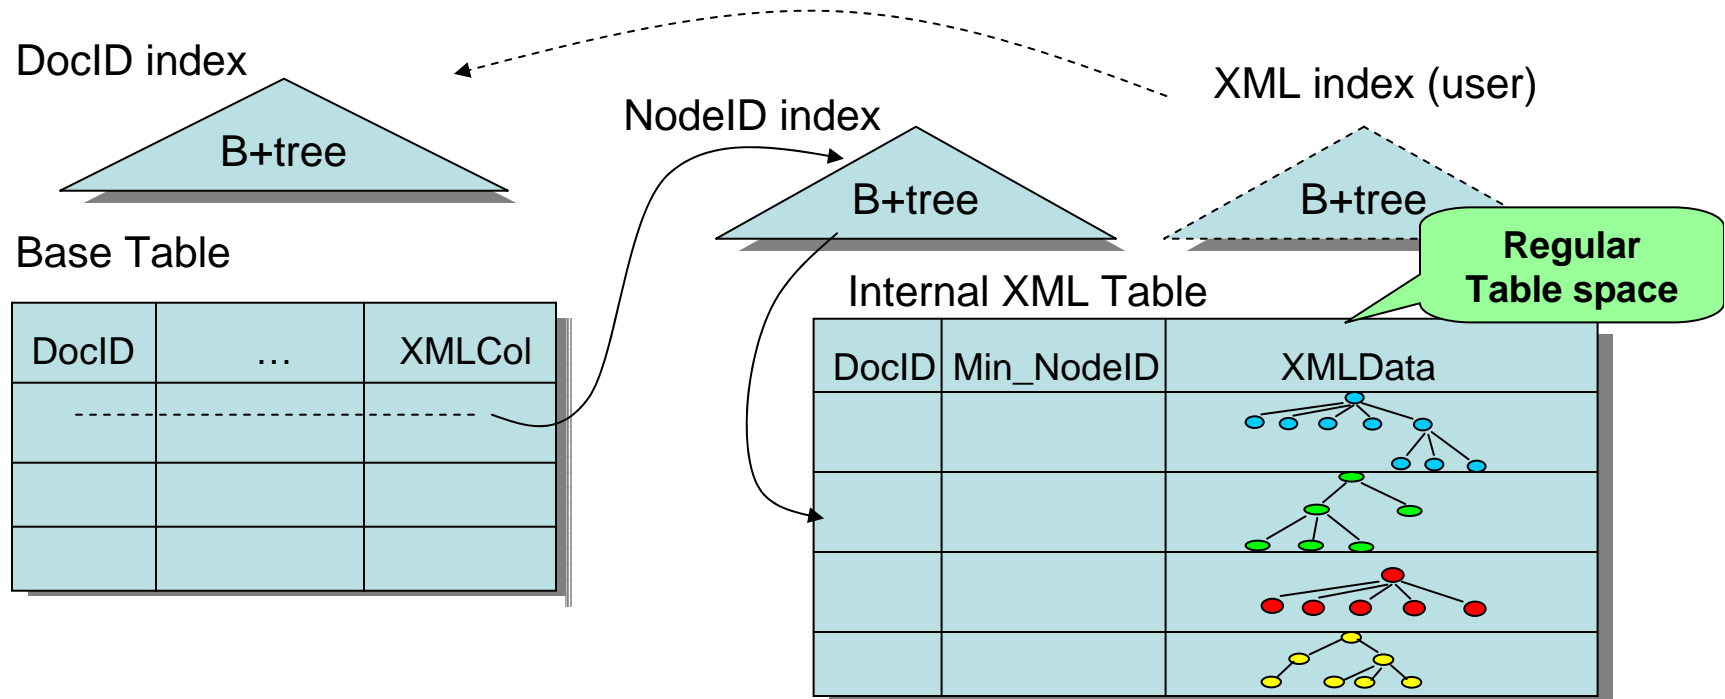 DocID index
XML index (user)
NodeID index
B+tree
B+tree
B+tree
Base Table
Regular
Table space
Internal XML Table
DocID … XMLCol
DocID Min_NodeID XMLData